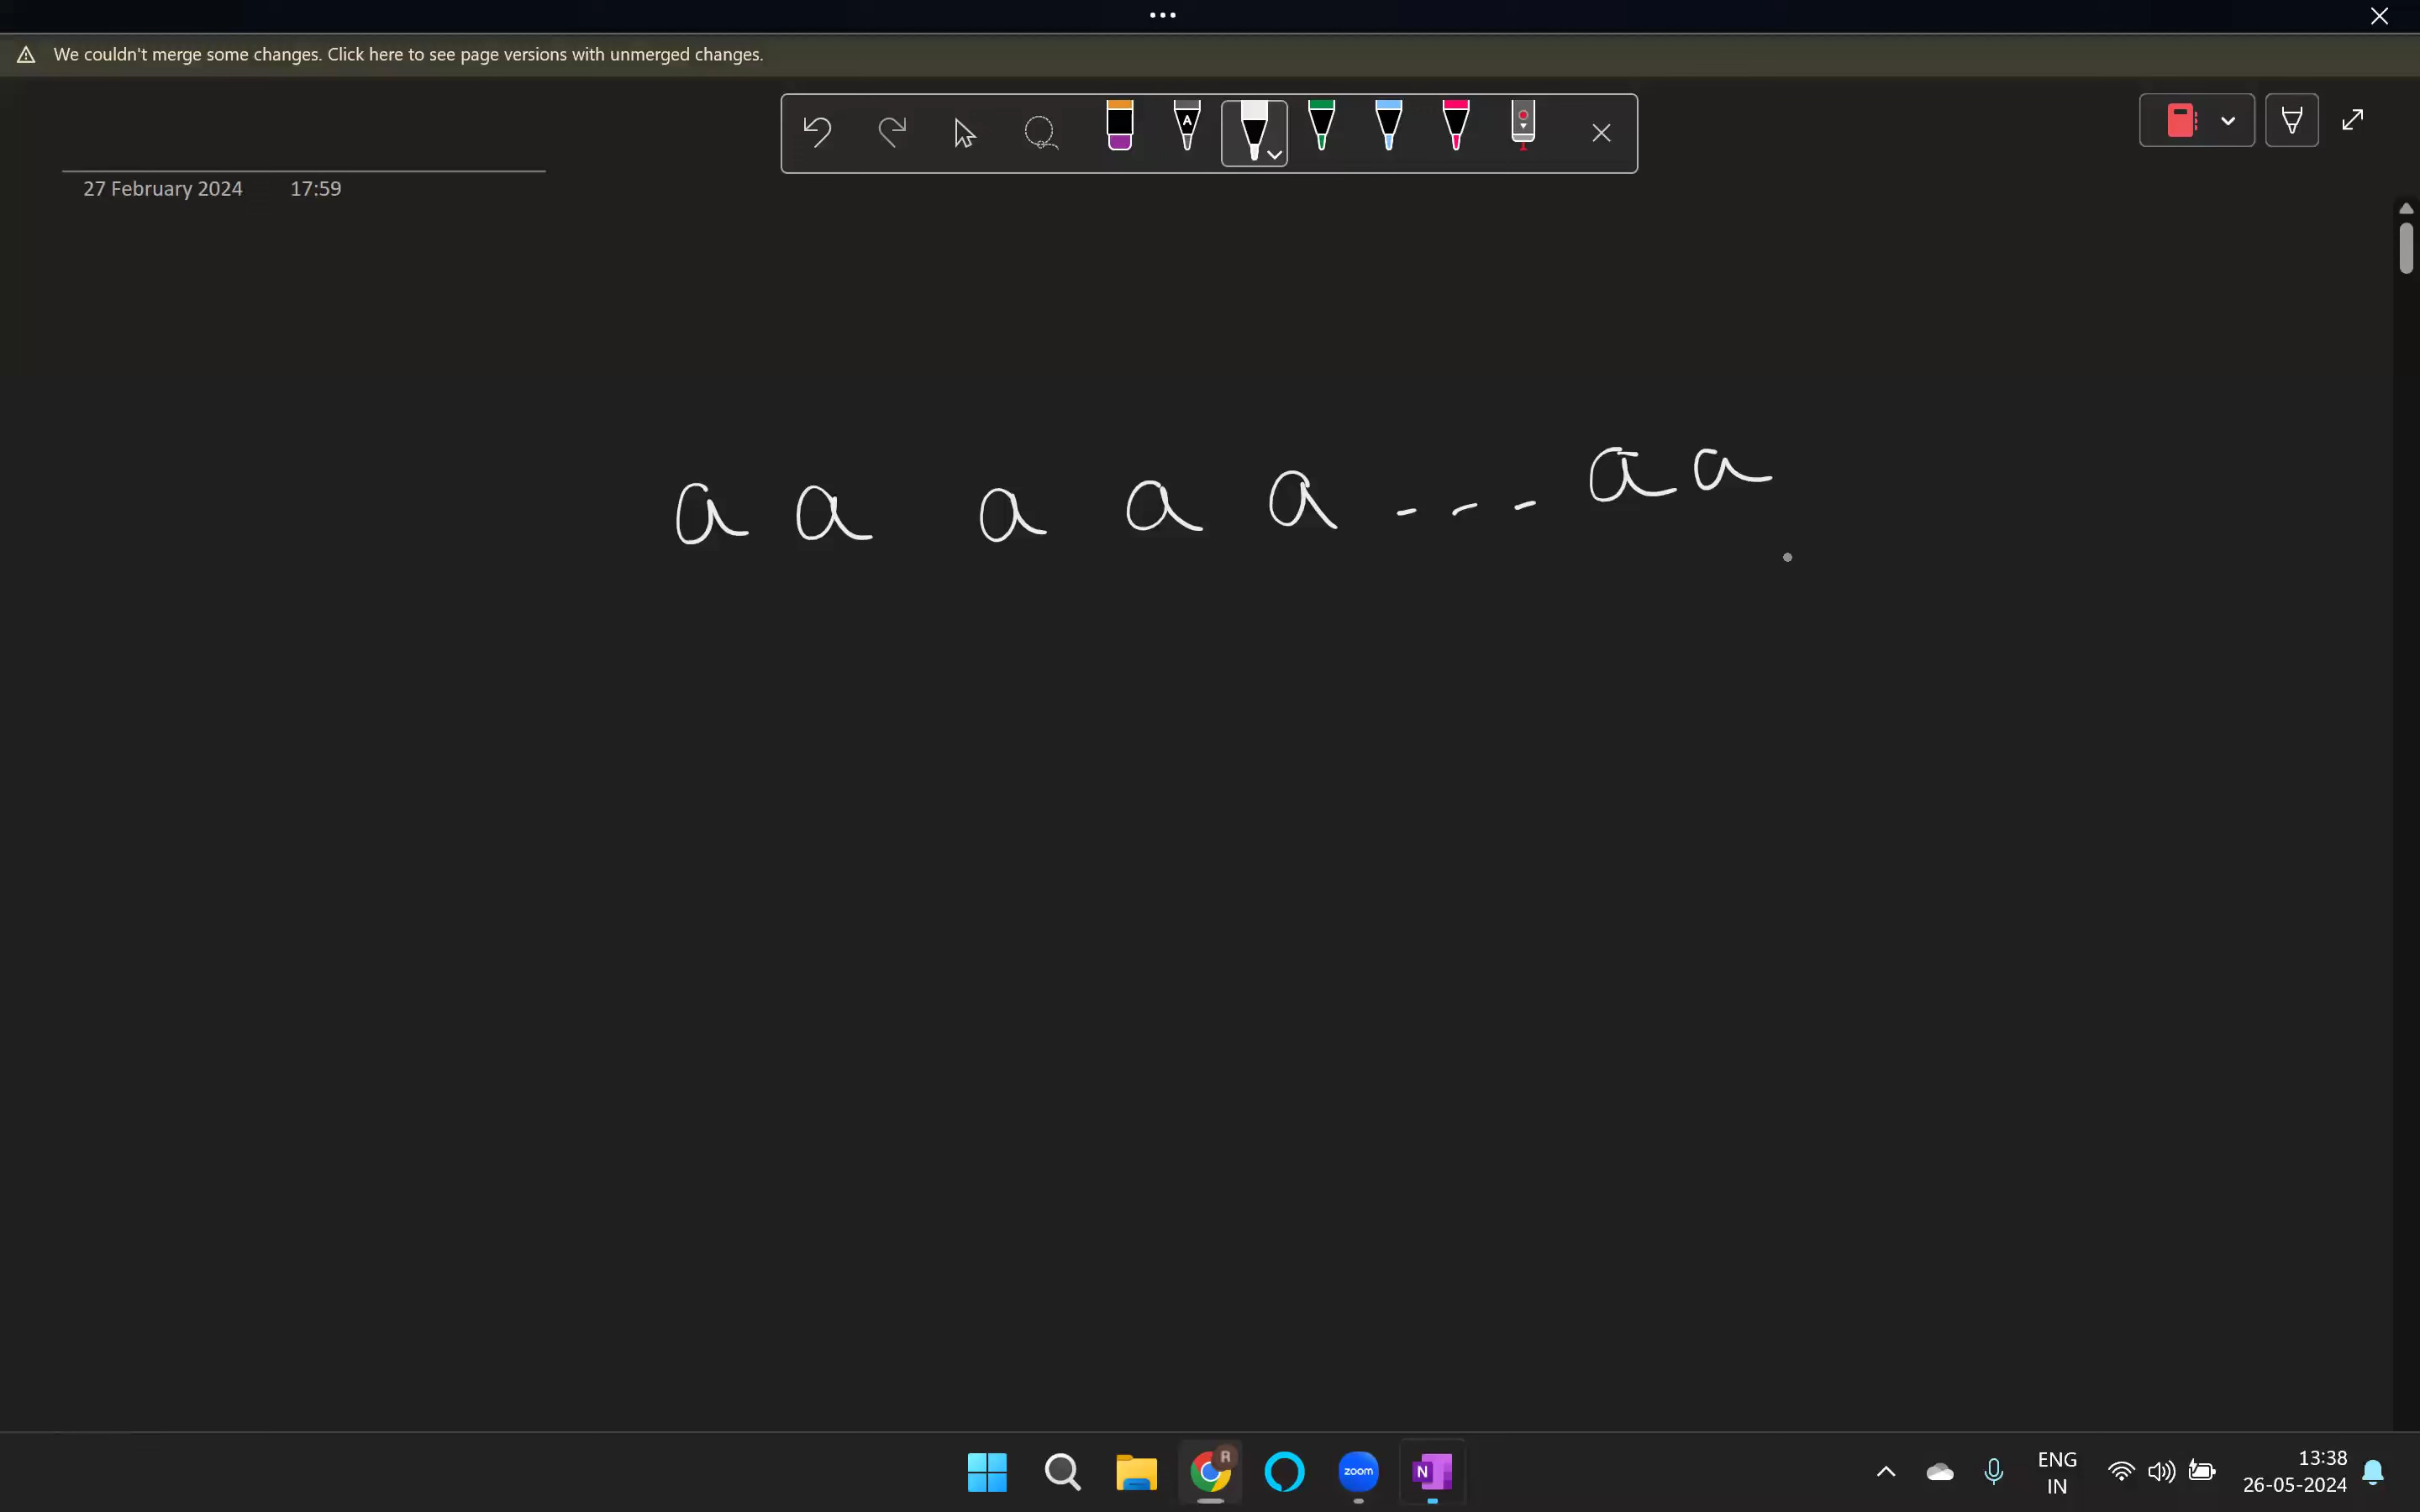 We couldn't merge some changes. Click here to see page versions with unmerged changes.
A
27 February 2024 17:59
a a a a a --- a a
R
zoom
N
ENG
IN
13:38
26-05-2024